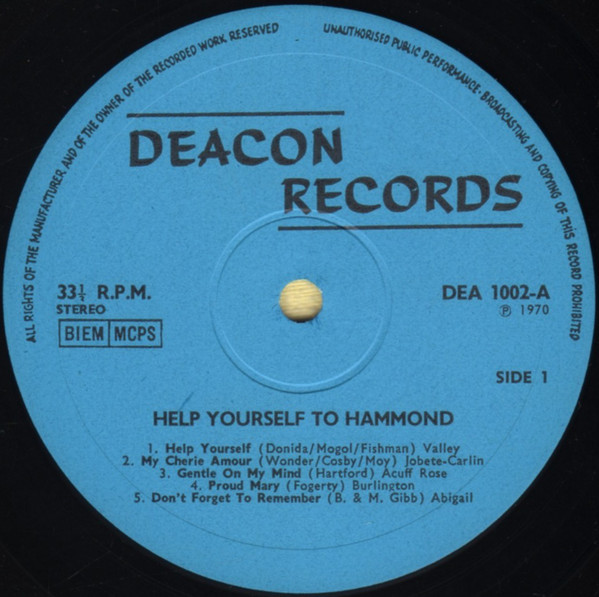 ALL RIGHTS OF THE MANUFACTURER AND OF THE OWNER OF THE RECORDED WORK RESERVED
UNAUTHORISED PUBLIC PERFORMANCE · BROADCASTING AND COPYING OF THIS RECORD PROHIBITED
DEACON
RECORDS
33⅓ R.P.M.
STEREO
BIEM MCPS
DEA 1002-A
℗ 1970
SIDE 1
HELP YOURSELF TO HAMMOND
1. Help Yourself (Donida/Mogol/Fishman) Valley
2. My Cherie Amour (Wonder/Cosby/Moy) Jobete-Carlin
3. Gentle On My Mind (Hartford) Acuff Rose
4. Proud Mary (Fogerty) Burlington
5. Don't Forget To Remember (B. & M. Gibb) Abigail